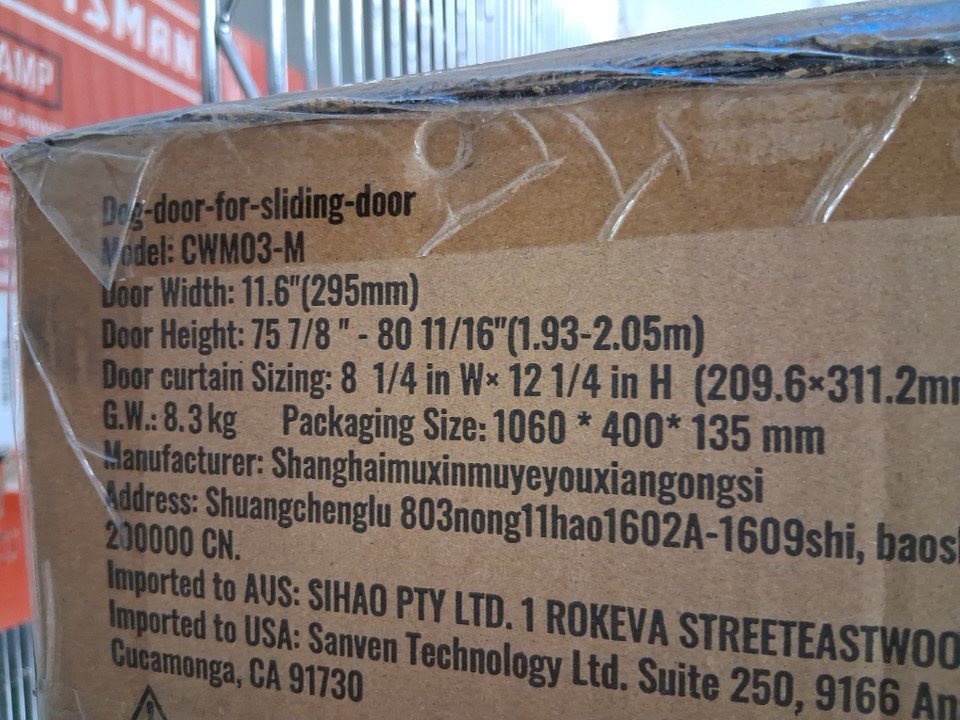 AMP
Dog-door-for-sliding-door
Model: CWM03-M
Door Width: 11.6"(295mm)
Door Height: 75 7/8 " - 80 11/16"(1.93-2.05m)
Door curtain Sizing: 8 1/4 in W× 12 1/4 in H (209.6×311.2mm
G.W.: 8.3 kg Packaging Size: 1060 * 400* 135 mm
Manufacturer: Shanghaimuxinmuyeyouxiangongsi
Address: Shuangchenglu 803nong11hao1602A-1609shi,
200000 CN.
Imported to AUS: SIHAO PTY LTD. 1 ROKEVA STREETEASTWOO
Imported to USA: Sanven Technology Ltd. Suite 250, 9166 An
Cucamonga, CA 91730